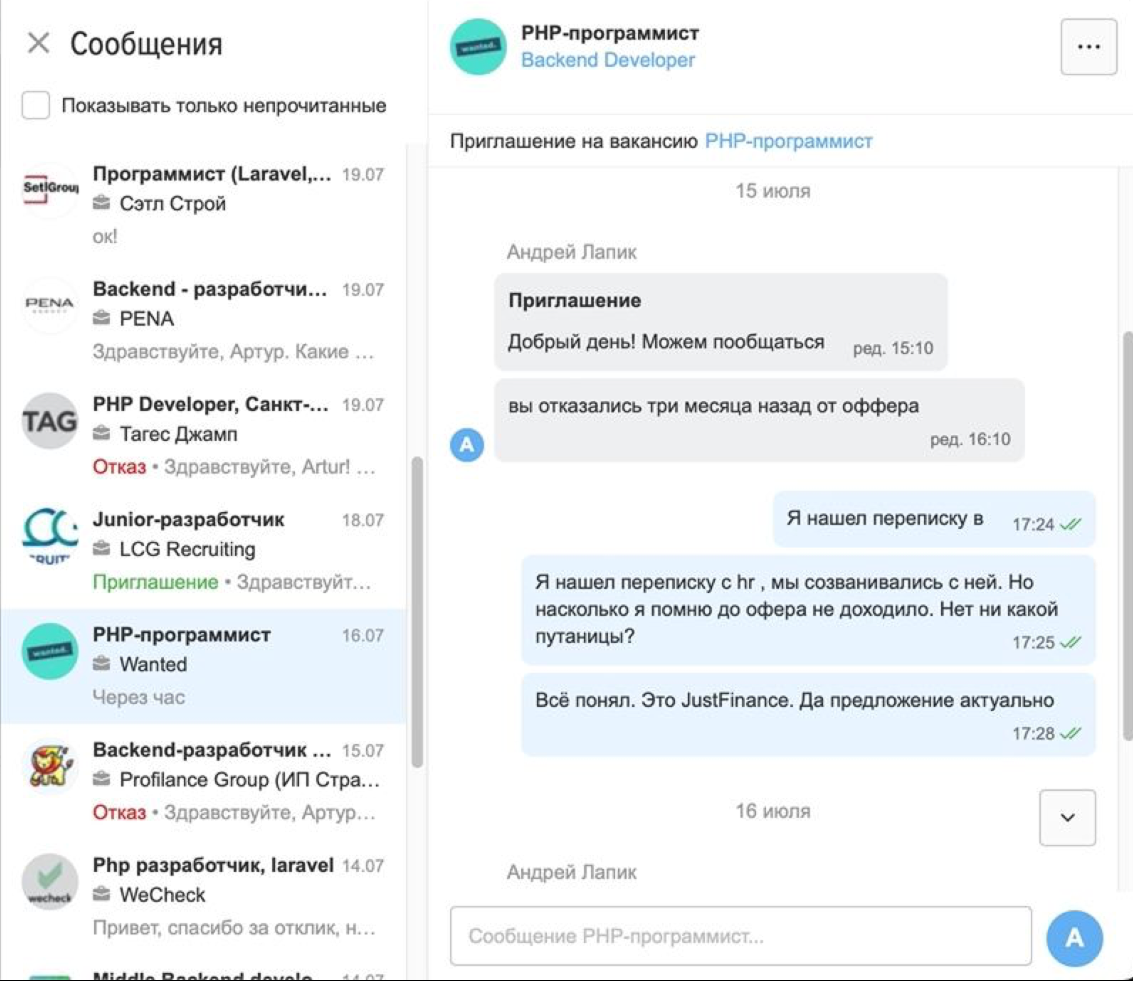 Сообщения
Показывать только непрочитанные
SetlGroup
Программист (Laravel,... 19.07
Сэтл Строй
ок!
PENA
Backend - разработчи... 19.07
PENA
Здравствуйте, Артур. Какие ...
TAG
PHP Developer, Санкт-... 19.07
Тагес Джамп
Отказ • Здравствуйте, Artur! ...
Junior-разработчик 18.07
LCG Recruiting
Приглашение • Здравствуйт...
wanted.
PHP-программист 16.07
Wanted
Через час
Backend-разработчик ... 15.07
Profilance Group (ИП Стра...
Отказ • Здравствуйте, Артур...
wecheck
Php разработчик, laravel 14.07
WeCheck
Привет, спасибо за отклик, н...
Middle Backend develo... 14.07
wanted.
PHP-программист
Backend Developer
...
Приглашение на вакансию PHP-программист
15 июля
Андрей Лапик
Приглашение
Добрый день! Можем пообщаться ред. 15:10
вы отказались три месяца назад от оффера
ред. 16:10
А
Я нашел переписку в 17:24
Я нашел переписку с hr , мы созванивались с ней. Но
насколько я помню до офера не доходило. Нет ни какой
путаницы?
17:25
Всё понял. Это JustFinance. Да предложение актуально
17:28
16 июля
Андрей Лапик
Сообщение PHP-программист...
А